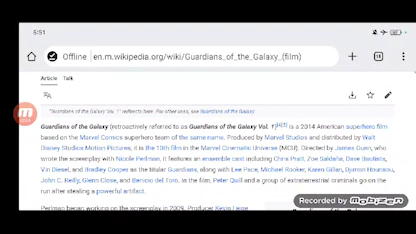 5:51
Offline en.m.wikipedia.org/wiki/Guardians_of_the_Galaxy_(film)
Article Talk
"Guardians of the Galaxy Vol. 1" redirects here. For other uses, see Guardians of the Galaxy
Guardians of the Galaxy (retroactively referred to as Guardians of the Galaxy Vol. 1) is a 2014 American superhero film
based on the Marvel Comics superhero team of the same name. Produced by Marvel Studios and distributed by Walt
Disney Studios Motion Pictures, it is the 10th film in the Marvel Cinematic Universe (MCU). Directed by James Gunn, who
wrote the screenplay with Nicole Perlman, it features an ensemble cast including Chris Pratt, Zoe Saldaña, Dave Bautista,
Vin Diesel, and Bradley Cooper as the titular Guardians, along with Lee Pace, Michael Rooker, Karen Gillan, Djimon Hounsou,
John C. Reilly, Glenn Close, and Benicio del Toro. In the film, Peter Quill and a group of extraterrestrial criminals go on the
run after stealing a powerful artifact.
Perlman began working on the screenplay in 2009. Producer Kevin Feige
Recorded by mobizen